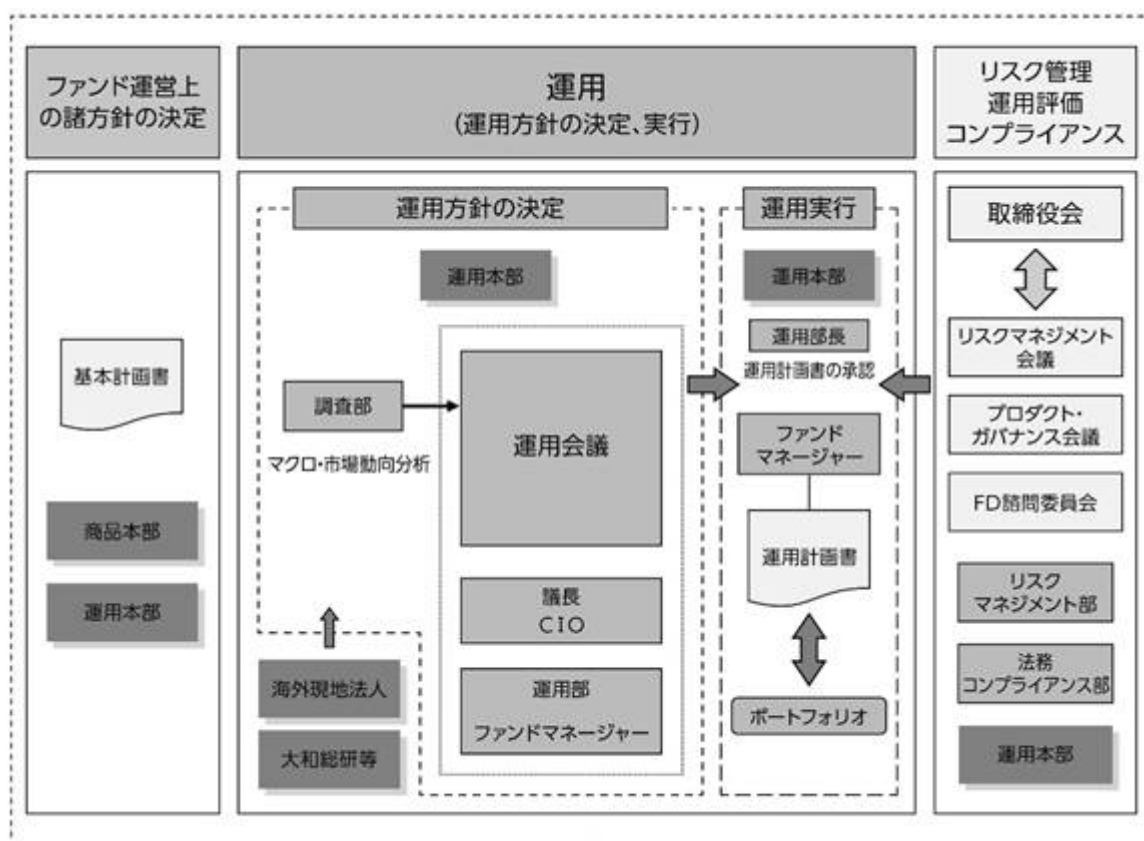 ファンド運営上
の諸方針の決定
運用
(運用方針の決定、実行)
リスク管理
運用評価
コンプライアンス
基本計画書
商品本部
運用本部
運用方針の決定
運用本部
調査部
マクロ・市場動向分析
運用会議
議長
CIO
運用部
ファンドマネージャー
海外現地法人
大和総研等
運用実行
運用本部
運用部長
運用計画書の承認
ファンド
マネージャー
運用計画書
ポートフォリオ
取締役会
リスクマネジメント
会議
プロダクト・
ガバナンス会議
FD諮問委員会
リスク
マネジメント部
法務
コンプライアンス部
運用本部